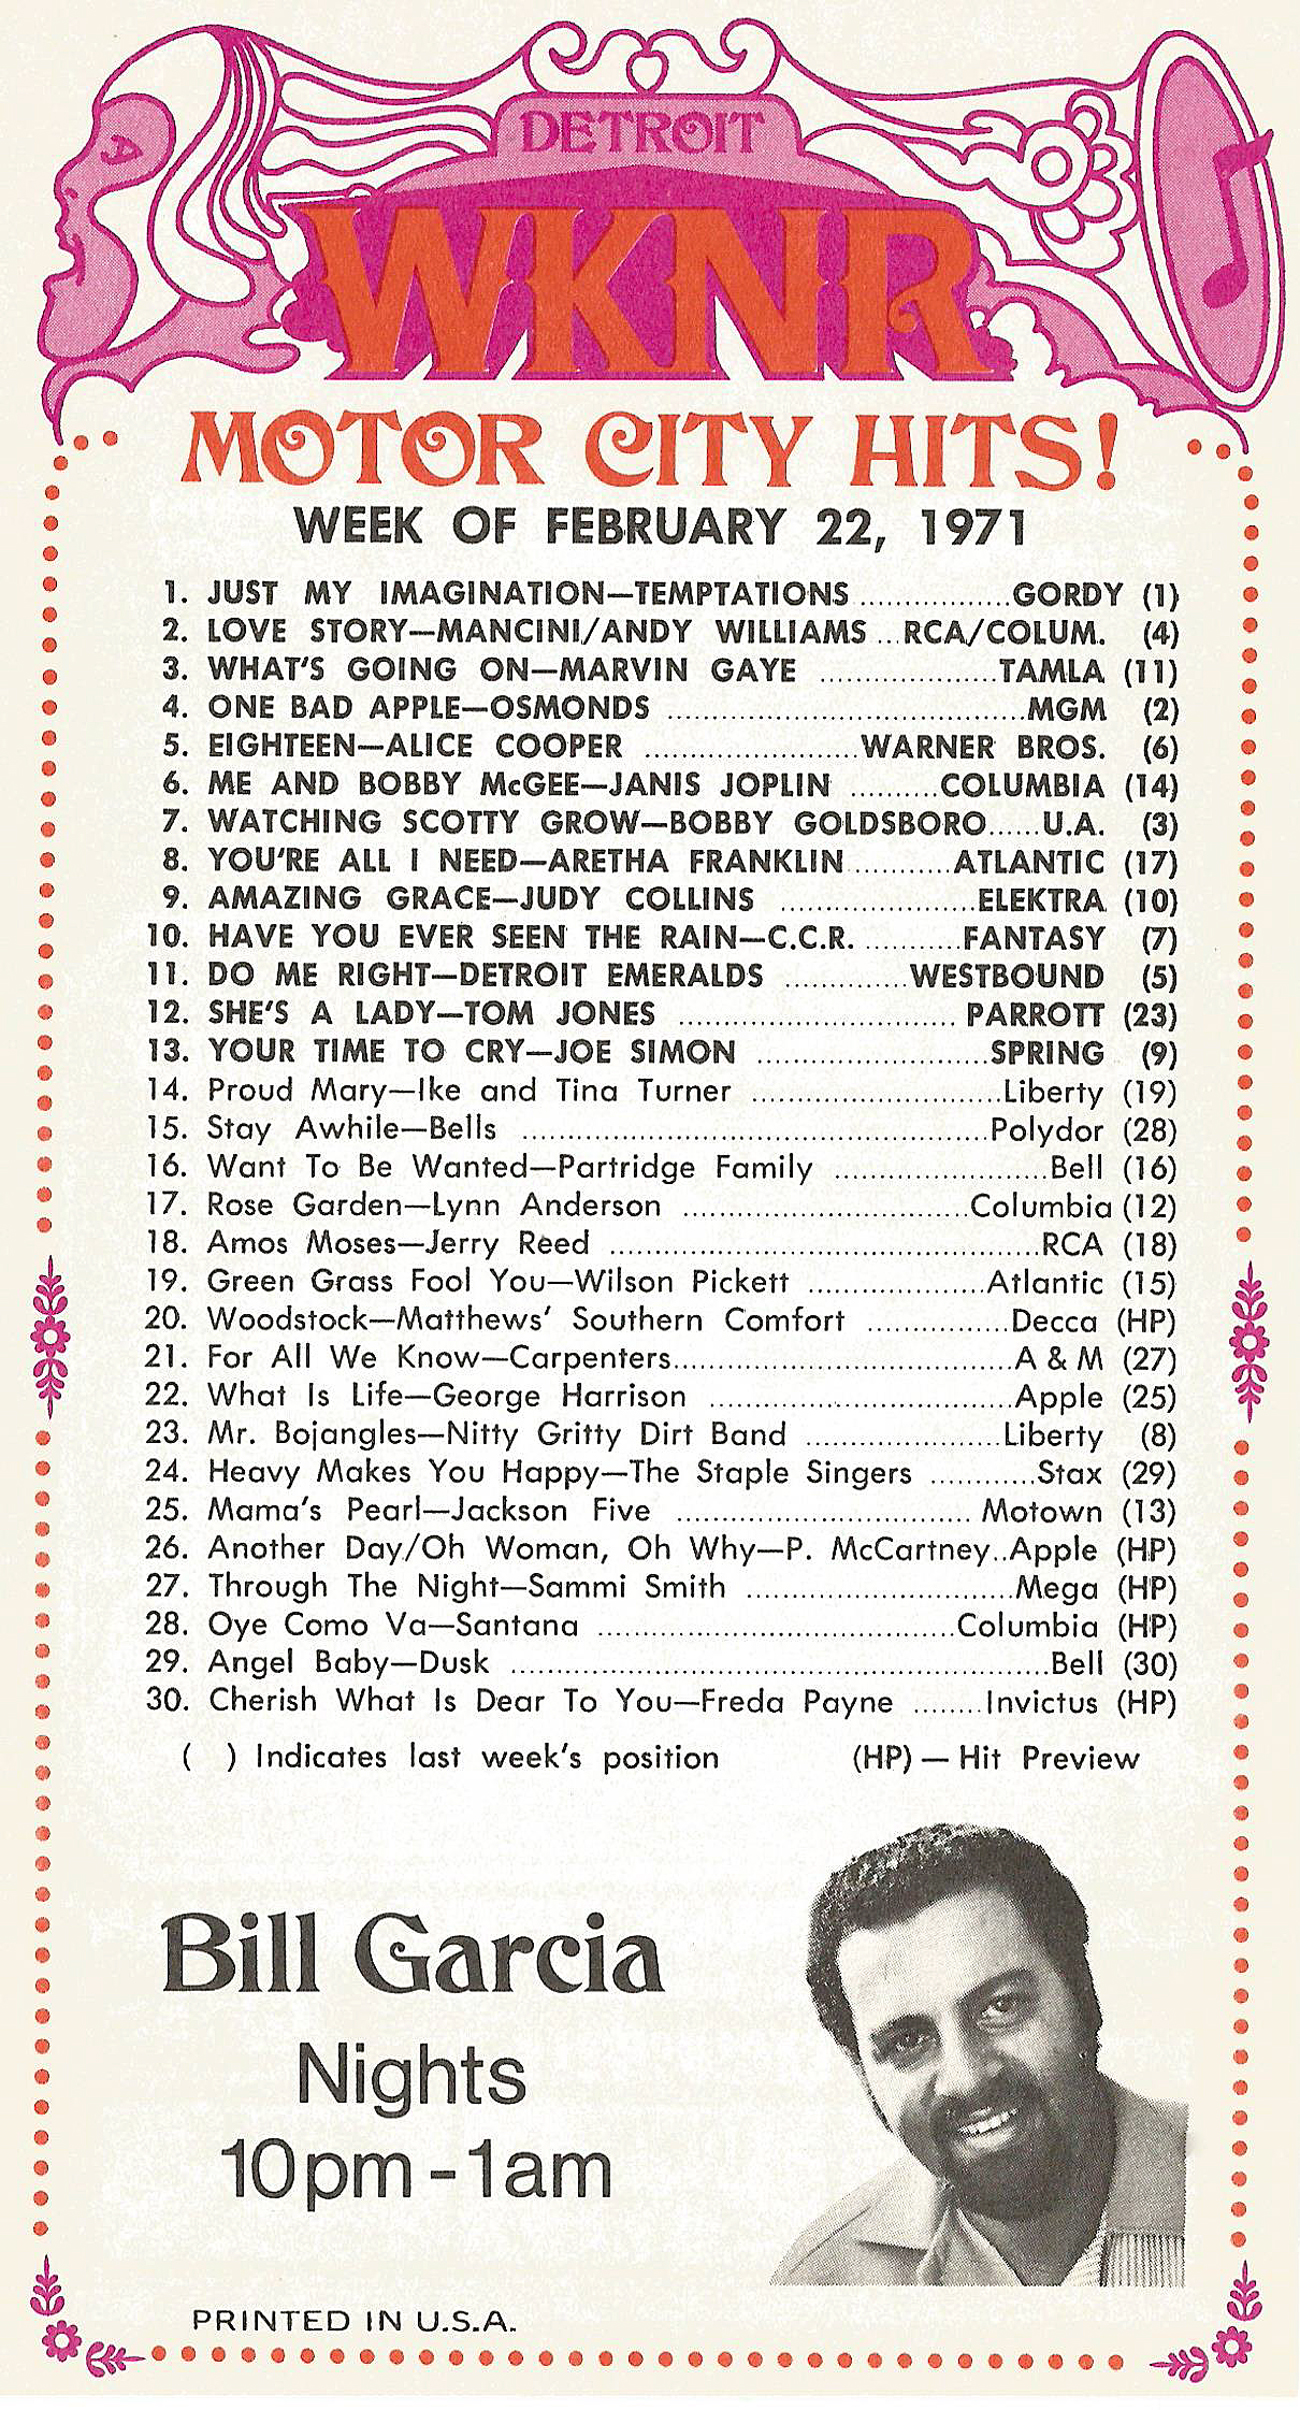 DETROIT
WKNR
MOTOR CITY HITS!
WEEK OF FEBRUARY 22, 1971
1. JUST MY IMAGINATION—TEMPTATIONS ................. GORDY (1)
2. LOVE STORY—MANCINI/ANDY WILLIAMS ... RCA/COLUM. (4)
3. WHAT'S GOING ON—MARVIN GAYE .................... TAMLA (11)
4. ONE BAD APPLE—OSMONDS ........................................ MGM (2)
5. EIGHTEEN—ALICE COOPER ........................ WARNER BROS. (6)
6. ME AND BOBBY McGEE—JANIS JOPLIN .......... COLUMBIA (14)
7. WATCHING SCOTTY GROW—BOBBY GOLDSBORO...... U.A. (3)
8. YOU'RE ALL I NEED—ARETHA FRANKLIN ........... ATLANTIC (17)
9. AMAZING GRACE—JUDY COLLINS ...................... ELEKTRA (10)
10. HAVE YOU EVER SEEN THE RAIN—C.C.R. ........... FANTASY (7)
11. DO ME RIGHT—DETROIT EMERALDS .............. WESTBOUND (5)
12. SHE'S A LADY—TOM JONES ............................... PARROTT (23)
13. YOUR TIME TO CRY—JOE SIMON .......................... SPRING (9)
14. Proud Mary—Ike and Tina Turner ............................ Liberty (19)
15. Stay Awhile—Bells .................................................... Polydor (28)
16. Want To Be Wanted—Partridge Family ........................ Bell (16)
17. Rose Garden—Lynn Anderson ................................ Columbia (12)
18. Amos Moses—Jerry Reed ................................................ RCA (18)
19. Green Grass Fool You—Wilson Pickett .................... Atlantic (15)
20. Woodstock—Matthews' Southern Comfort ................ Decca (HP)
21. For All We Know—Carpenters...................................... A & M (27)
22. What Is Life—George Harrison .................................. Apple (25)
23. Mr. Bojangles—Nitty Gritty Dirt Band ...................... Liberty (8)
24. Heavy Makes You Happy—The Staple Singers ............ Stax (29)
25. Mama's Pearl—Jackson Five ................................. Motown (13)
26. Another Day/Oh Woman, Oh Why—P. McCartney.. Apple (HP)
27. Through The Night—Sammi Smith .............................. Mega (HP)
28. Oye Como Va—Santana ........................................ Columbia (HP)
29. Angel Baby—Dusk ............................................................ Bell (30)
30. Cherish What Is Dear To You—Freda Payne ........ Invictus (HP)
( ) Indicates last week's position (HP) — Hit Preview
Bill Garcia
Nights
10pm - 1am
PRINTED IN U.S.A.